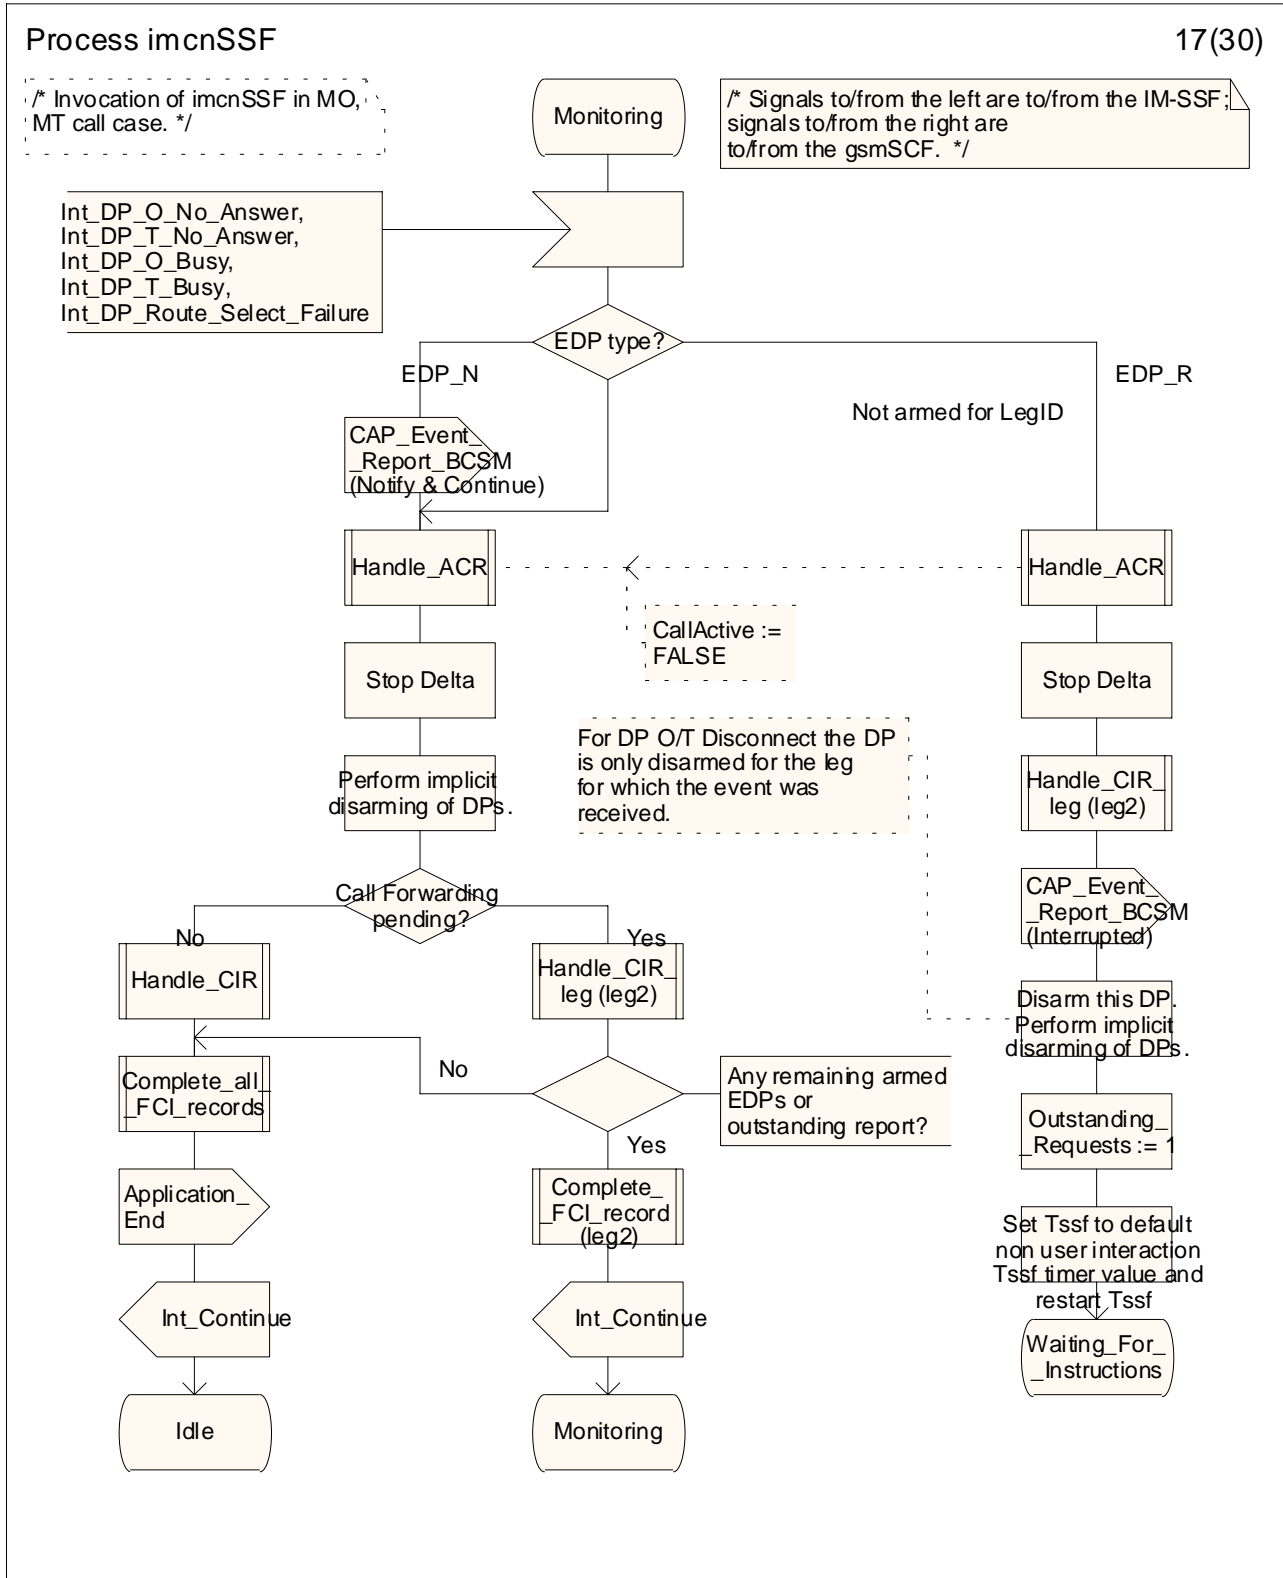 Process imcnSSF
17(30)
/* Invocation of imcnSSF in MO,
MT call case. */
Monitoring
/* Signals to/from the left are to/from the IM-SSF;
signals to/from the right are
to/from the gsmSCF. */
Int_DP_O_No_Answer,
Int_DP_T_No_Answer,
Int_DP_O_Busy,
Int_DP_T_Busy,
Int_DP_Route_Select_Failure
EDP type?
EDP_N
EDP_R
Not armed for LegID
CAP_Event_
_Report_BCSM
(Notify & Continue)
Handle_ACR
Handle_ACR
CallActive :=
FALSE
Stop Delta
Stop Delta
For DP O/T Disconnect the DP
is only disarmed for the leg
for which the event was
received.
Perform implicit
disarming of DPs.
Handle_CIR_
leg (leg2)
Call Forwarding
pending?
CAP_Event_
_Report_BCSM
(Interrupted)
No
Yes
Handle_CIR
Handle_CIR_
leg (leg2)
Disarm this DP.
Perform implicit
disarming of DPs.
No
Any remaining armed
EDPs or
outstanding report?
Complete_all_
_FCI_records
Yes
Outstanding_
_Requests := 1
Application_
End
Complete_
_FCI_record
(leg2)
Set Tssf to default
non user interaction
Tssf timer value and
restart Tssf
Int_Continue
Int_Continue
Waiting_For_
_Instructions
Idle
Monitoring